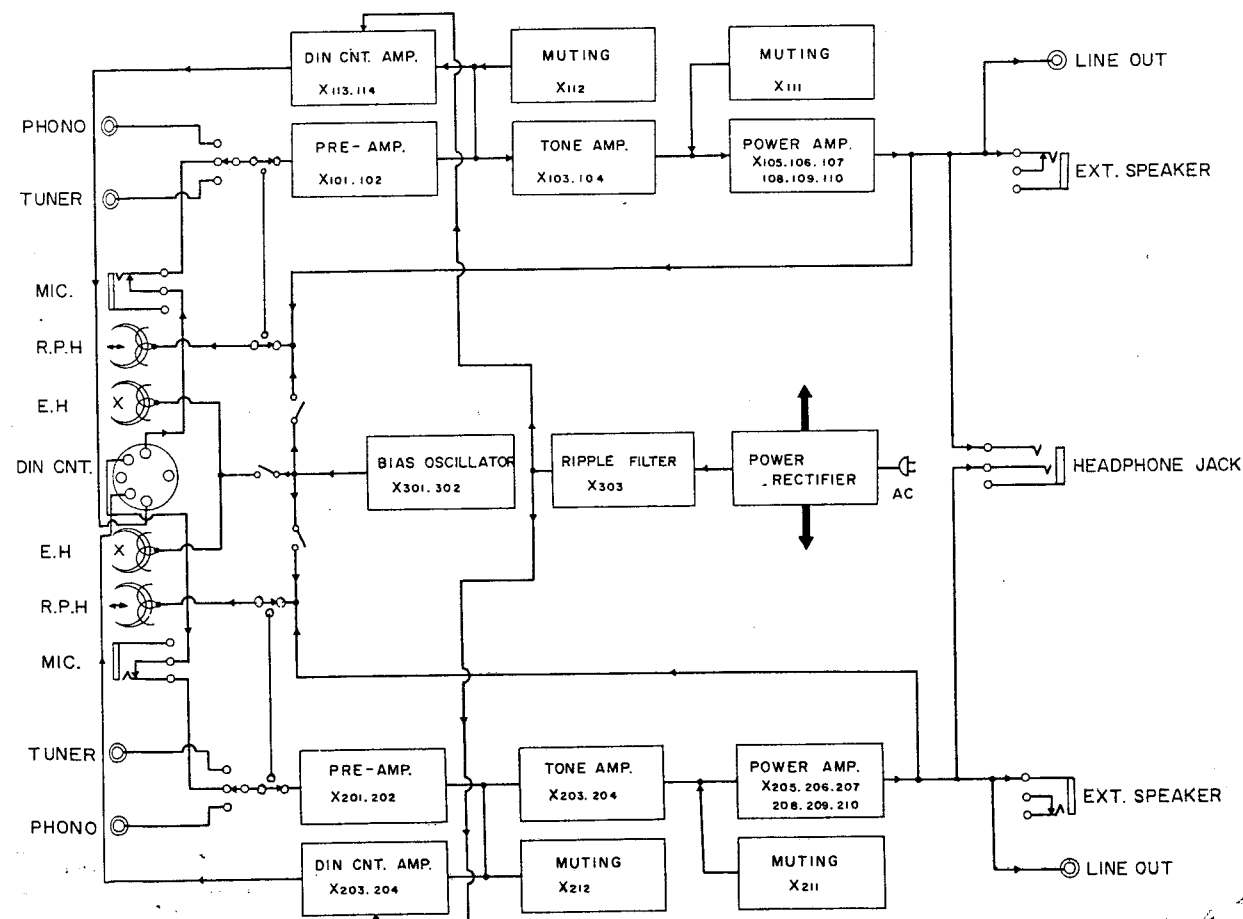 DIN CNT. AMP.
X113.114
MUTING
X112
MUTING
X111
LINE OUT
PHONO
PRE-AMP.
X101.102
TONE AMP.
X103.104
POWER AMP.
X105.106.107
108.109.110
EXT. SPEAKER
TUNER
MIC.
R.P.H
E.H
X
DIN CNT.
BIAS OSCILLATOR
X301.302
RIPPLE FILTER
X303
POWER
RECTIFIER
AC
HEADPHONE JACK
E.H
X
R.P.H
MIC.
TUNER
PRE-AMP.
X201.202
TONE AMP.
X203.204
POWER AMP.
X205.206.207
208.209.210
EXT. SPEAKER
PHONO
DIN CNT. AMP.
X203.204
MUTING
X212
MUTING
X211
LINE OUT